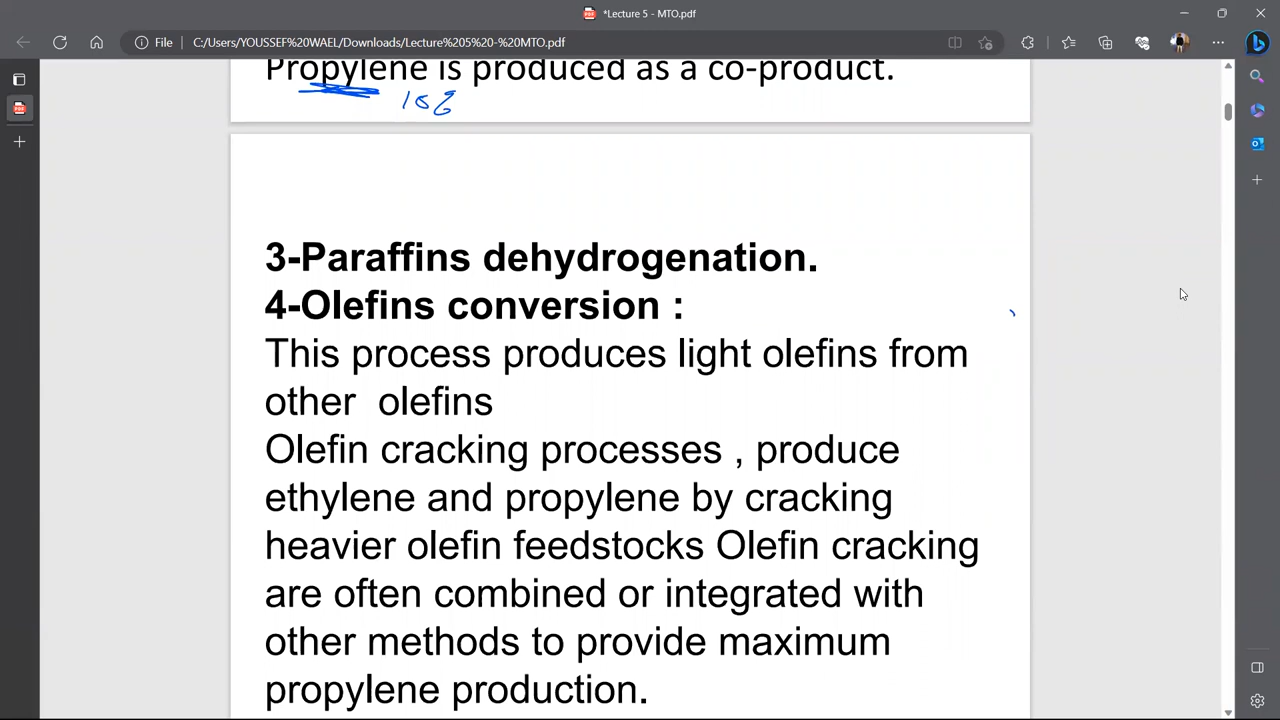 *Lecture 5 - MTO.pdf
File C:/Users/YOUSSEF%20WAEL/Downloads/Lecture%205%20-%20MTO.pdf
Propylene is produced as a co-product.
3-Paraffins dehydrogenation.
4-Olefins conversion :
This process produces light olefins from
other olefins
Olefin cracking processes , produce
ethylene and propylene by cracking
heavier olefin feedstocks Olefin cracking
are often combined or integrated with
other methods to provide maximum
propylene production.